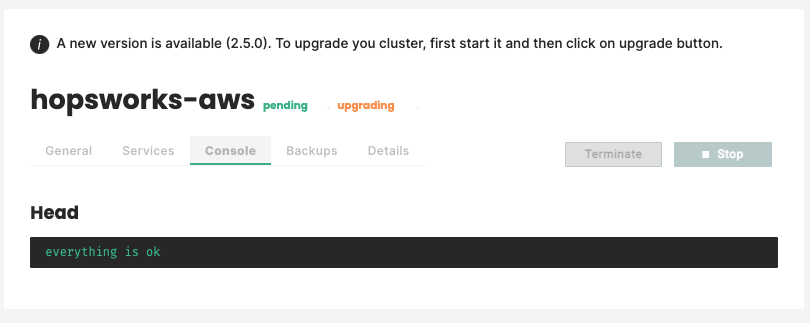 i A new version is available (2.5.0). To upgrade you cluster, first start it and then click on upgrade button.
hopsworks-aws pending upgrading
General Services Console Backups Details Terminate Stop
Head
everything is ok